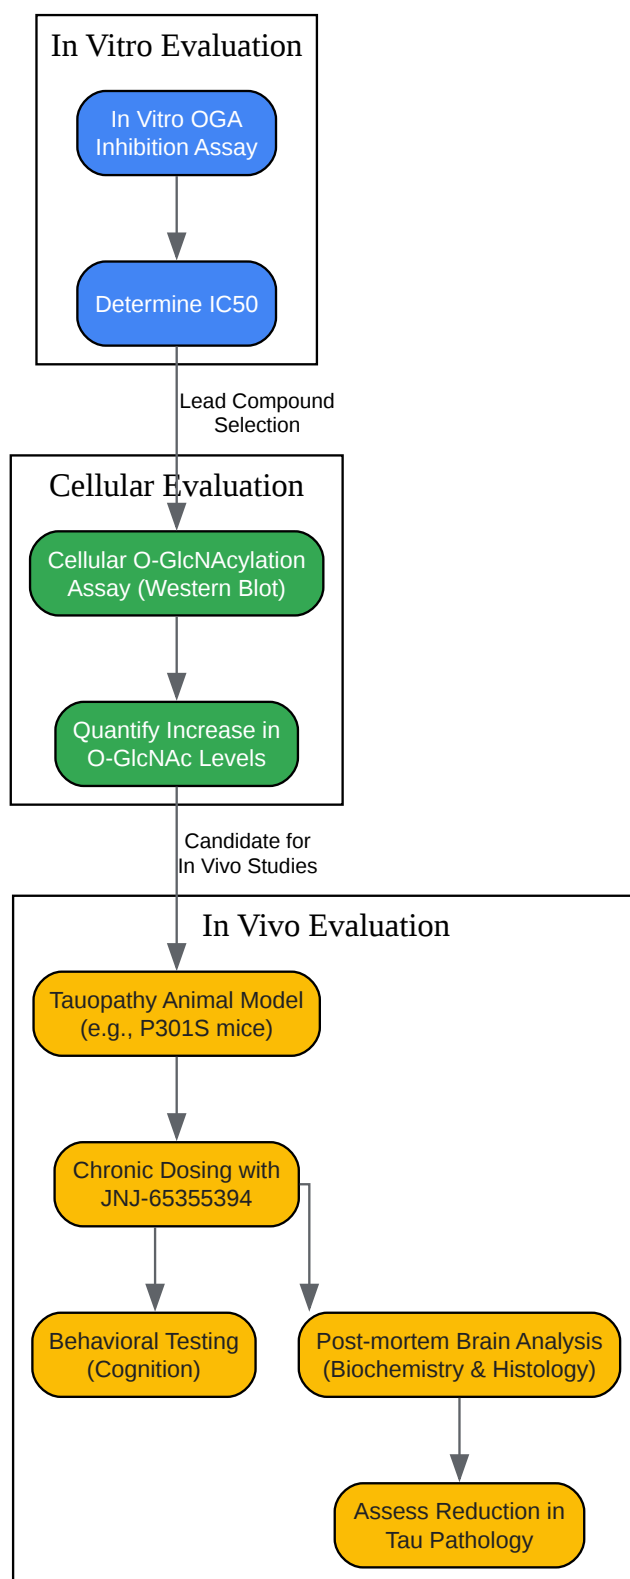 In Vitro Evaluation
In Vitro OGA
Inhibition Assay
Determine IC50
Lead Compound
Selection
Cellular Evaluation
Cellular O-GlcNAcylation
Assay (Western Blot)
Quantify Increase in
O-GlcNAc Levels
Candidate for
In Vivo Studies
In Vivo Evaluation
Tauopathy Animal Model
(e.g., P301S mice)
Chronic Dosing with
JNJ-65355394
Behavioral Testing
(Cognition)
Post-mortem Brain Analysis
(Biochemistry & Histology)
Assess Reduction in
Tau Pathology